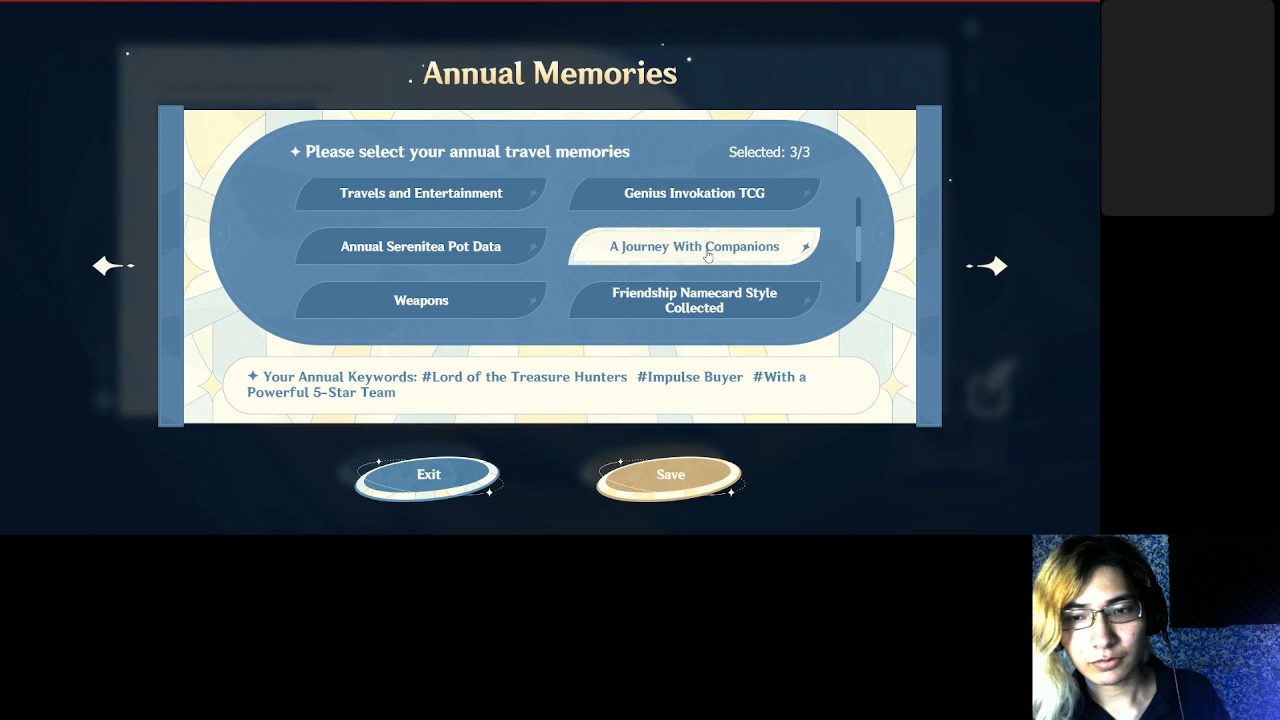 Annual Memories
✦ Please select your annual travel memories
Selected: 3/3
Travels and Entertainment
Genius Invokation TCG
Annual Serenitea Pot Data
A Journey With Companions
Weapons
Friendship Namecard Style
Collected
✦ Your Annual Keywords: #Lord of the Treasure Hunters #Impulse Buyer #With a
Powerful 5-Star Team
Exit
Save